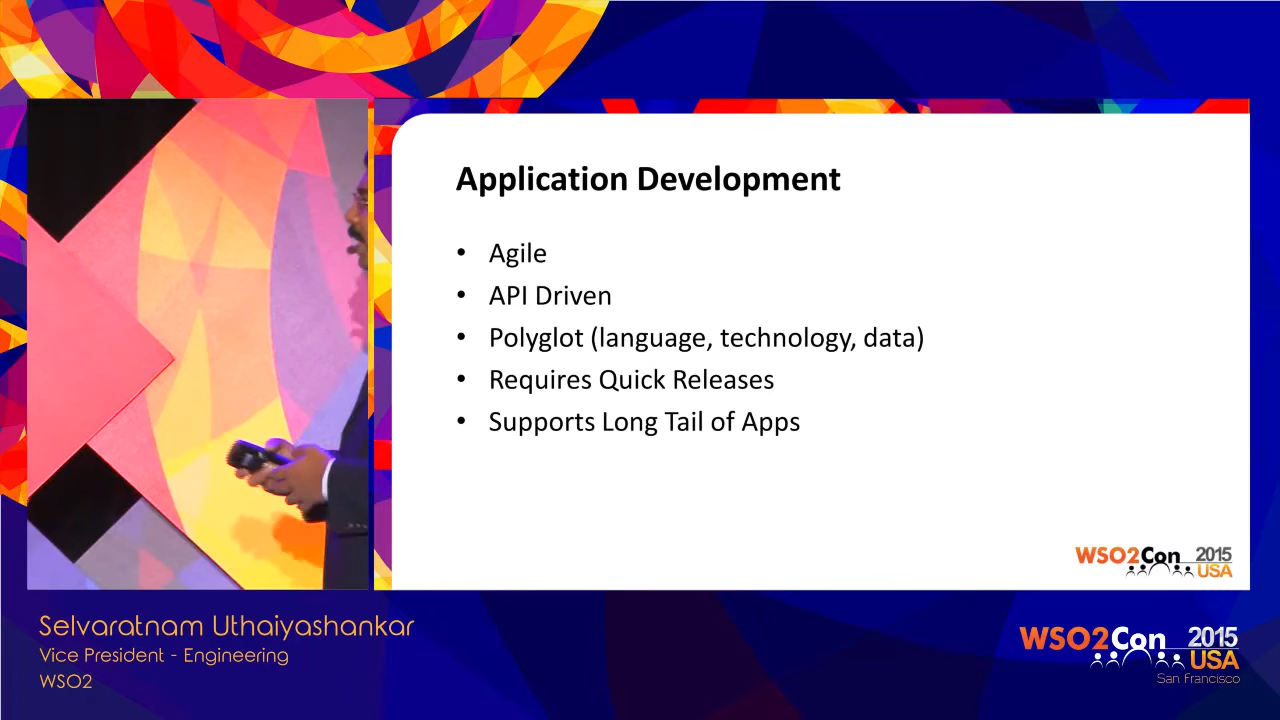 Application Development
• Agile
• API Driven
• Polyglot (language, technology, data)
• Requires Quick Releases
• Supports Long Tail of Apps
WSO2Con 2015
USA
Selvaratnam Uthaiyashankar
Vice President - Engineering
WSO2
WSO2Con 2015
USA
San Francisco